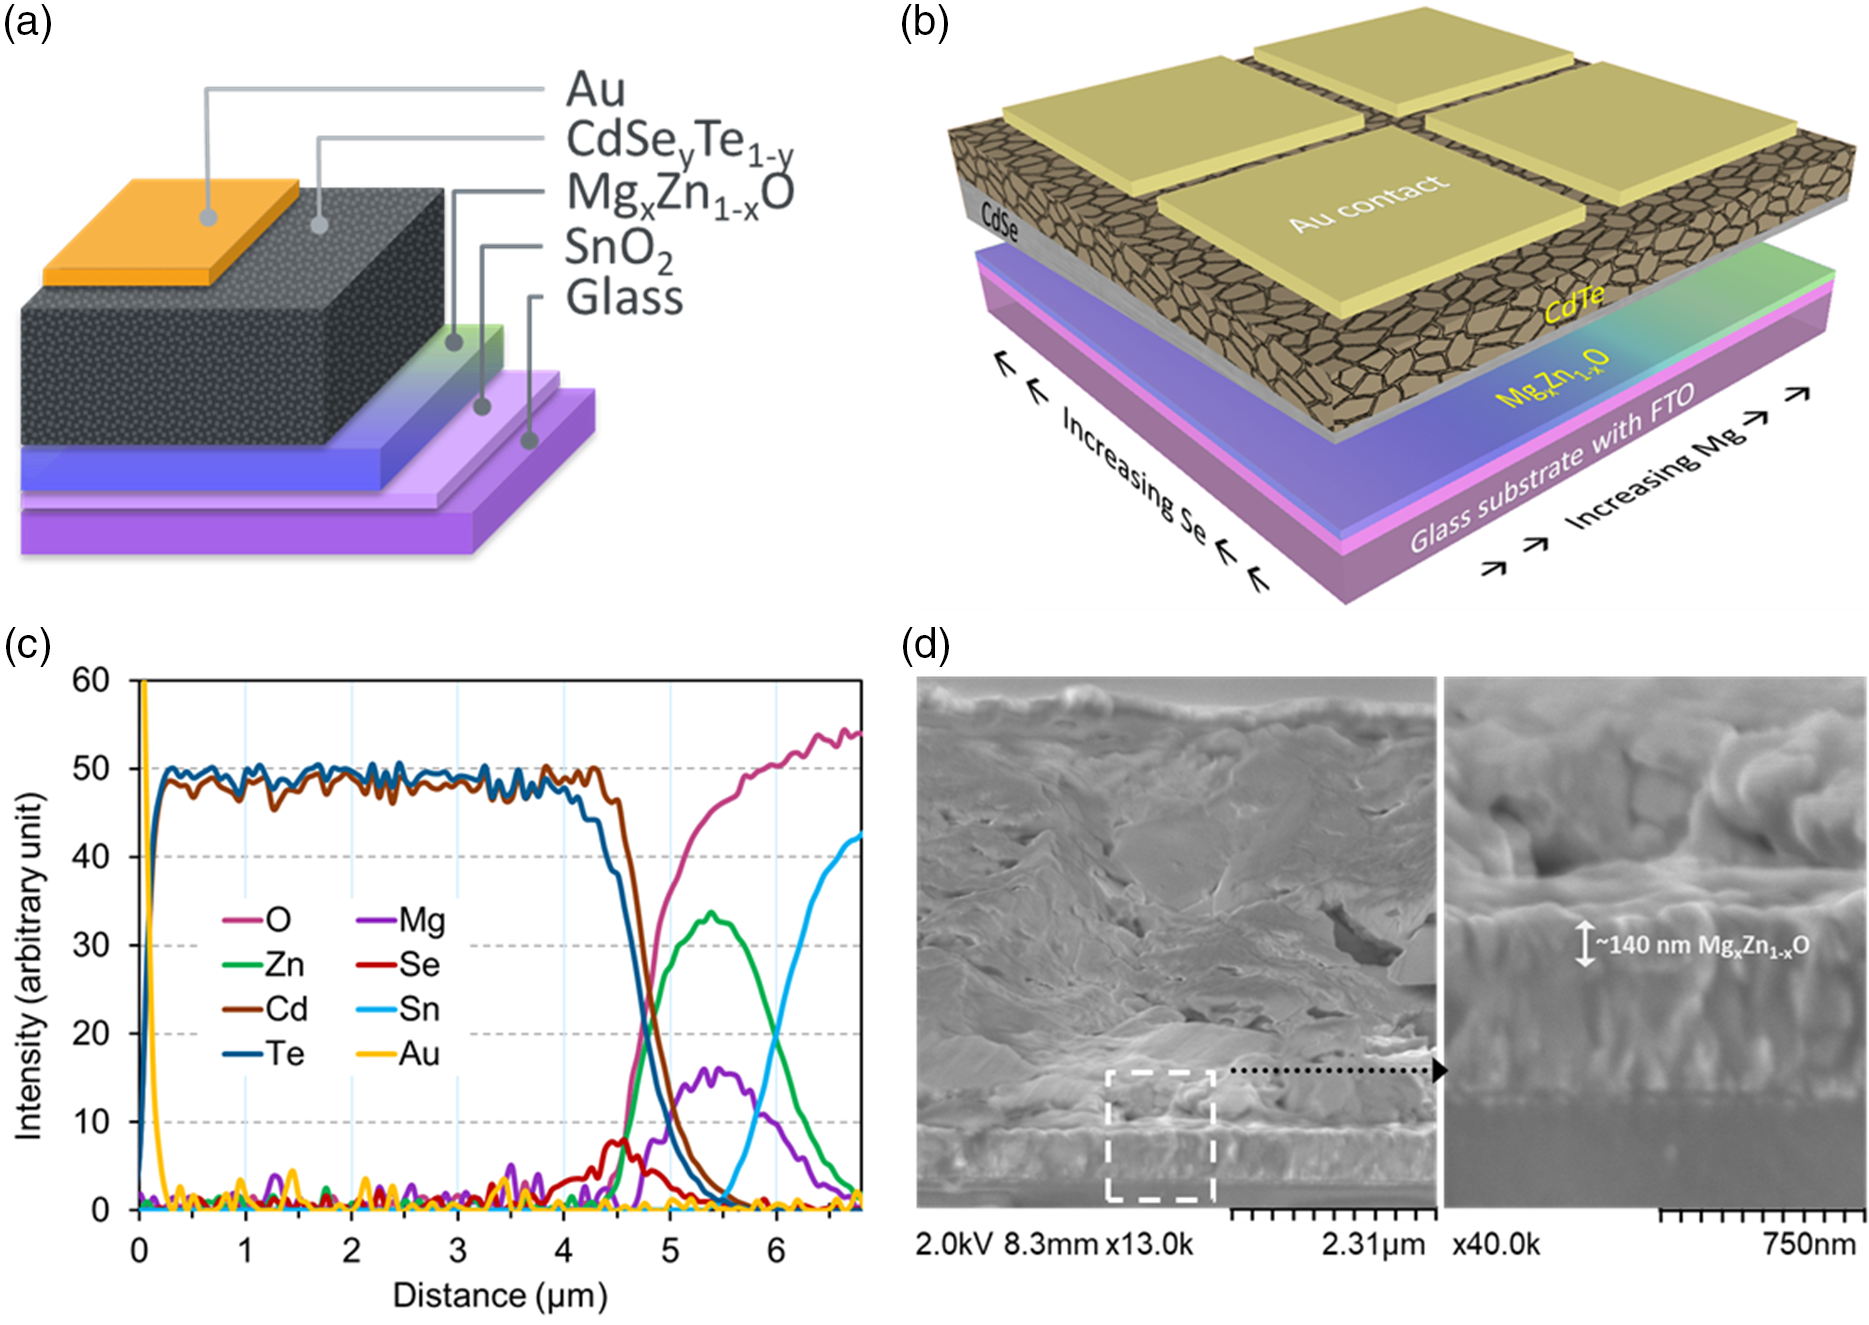 (a)
Au
CdSeyTe1-y
MgxZn1-xO
SnO2
Glass
(b)
Au contact
CdSe
CdTe
MgxZn1-xO
Glass substrate with FTO
Increasing Se
Increasing Mg
(c)
Intensity (arbitrary unit)
60
50
40
30
20
10
0
O
Mg
Zn
Se
Cd
Sn
Te
Au
0 1 2 3 4 5 6
Distance (µm)
(d)
~140 nm MgxZn1-xO
2.0kV 8.3mm x13.0k 2.31µm
x40.0k 750nm